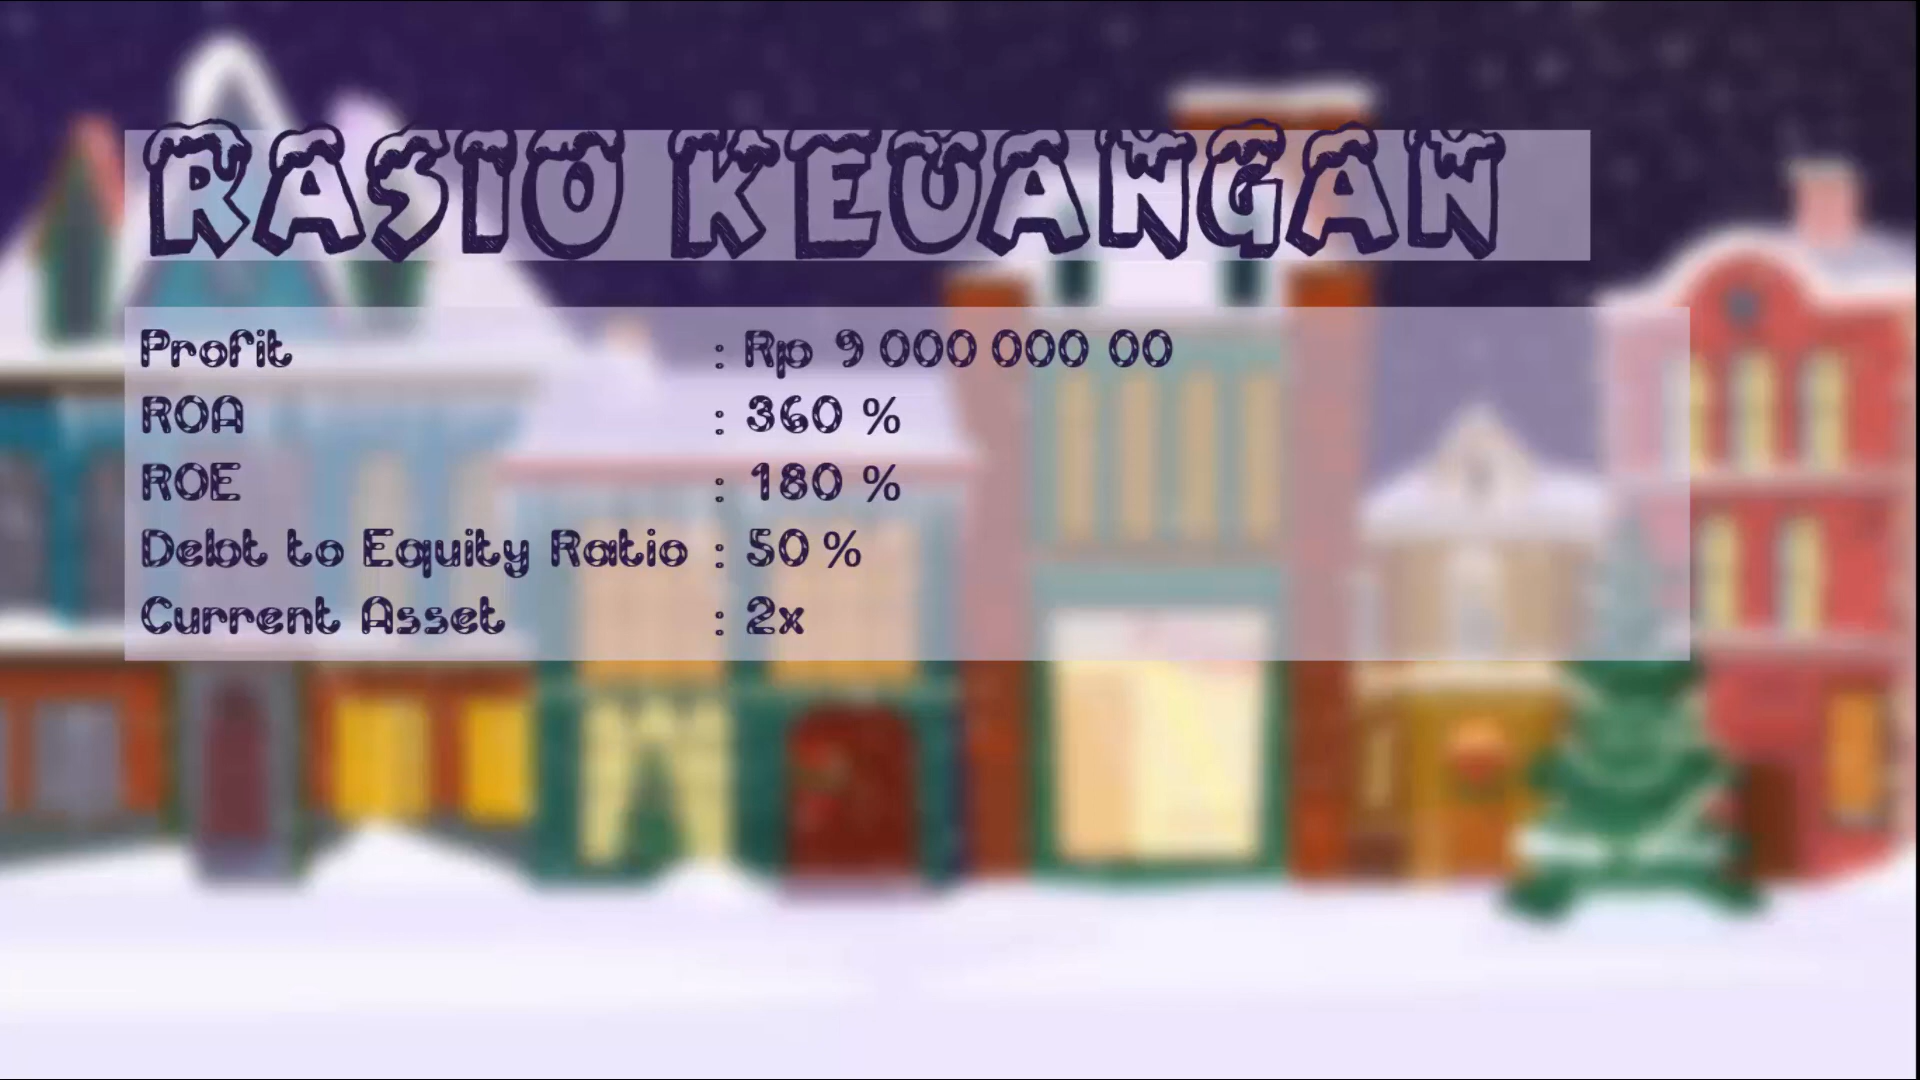 RASIO KEUANGAN
Profit : Rp 9 000 000 00
ROA : 360 %
ROE : 180 %
Debt to Equity Ratio : 50 %
Current Asset : 2x